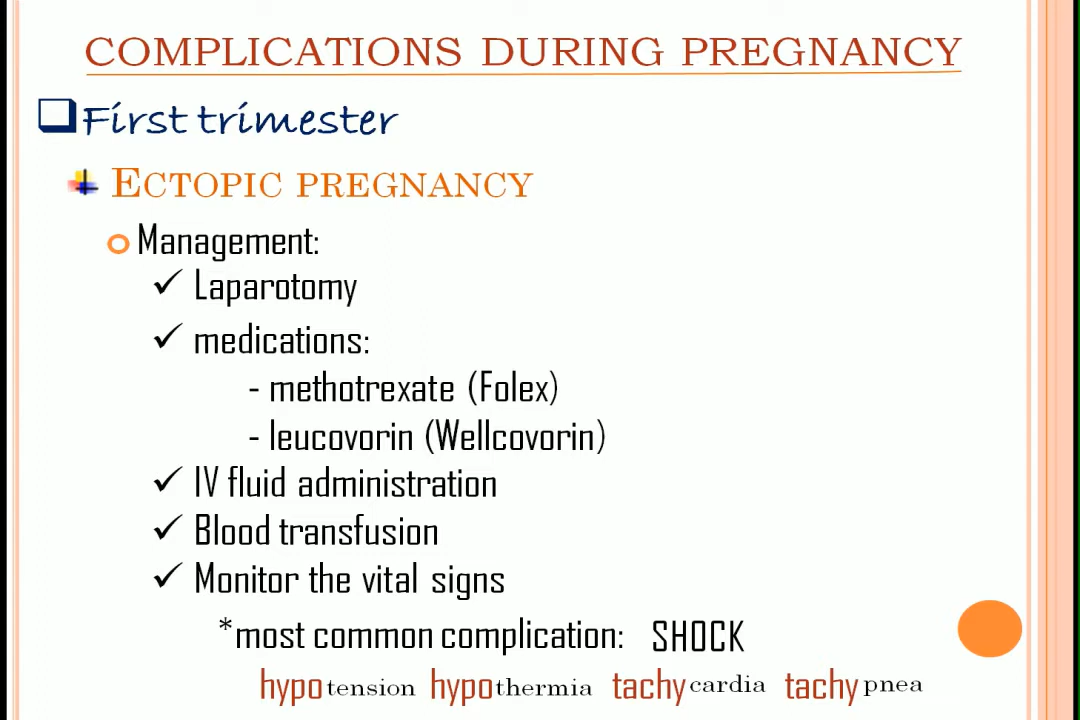 COMPLICATIONS DURING PREGNANCY
First trimester
ECTOPIC PREGNANCY
Management:
✓ Laparotomy
✓ medications:
- methotrexate (Folex)
- leucovorin (Wellcovorin)
✓ IV fluid administration
✓ Blood transfusion
✓ Monitor the vital signs
*most common complication: SHOCK
hypotension hypothermia tachycardia tachypnea